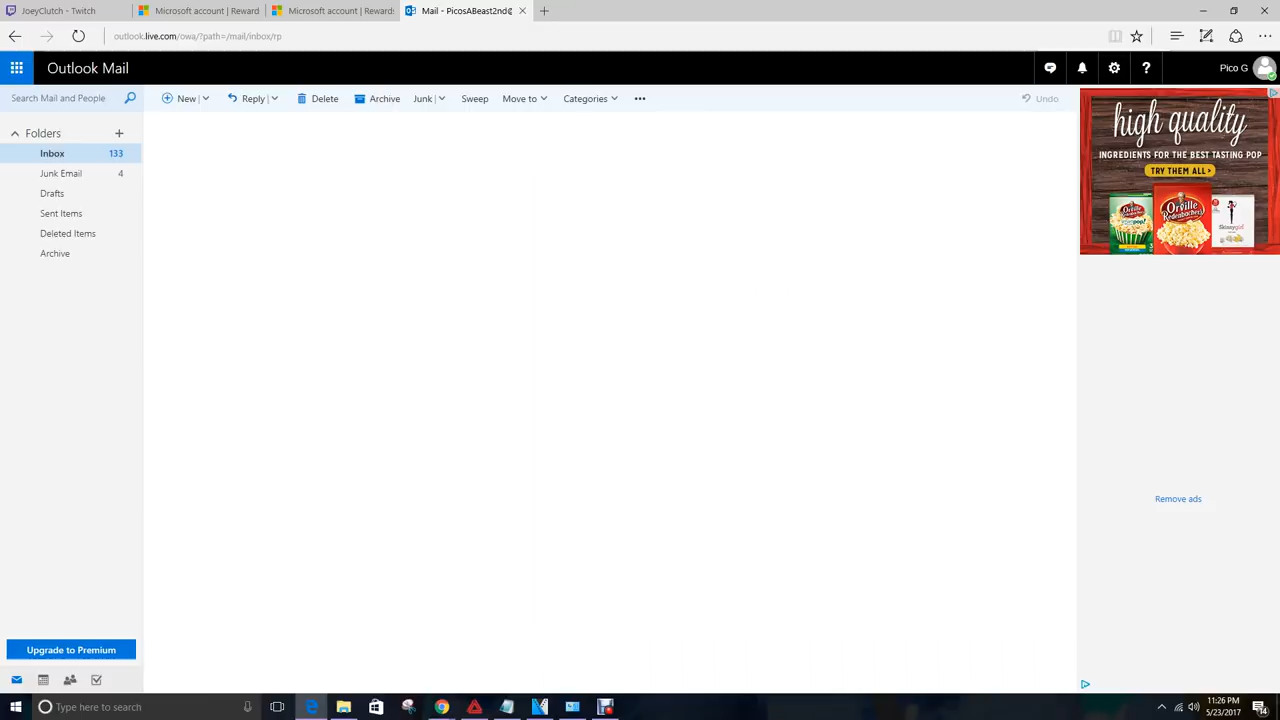 JoeyClutch - Twitch
Microsoft account | Reward
Microsoft account | Reward
Mail - PicosABeast2nd@
outlook.live.com/owa/?path=/mail/inbox/rp
Outlook Mail
Pico G
Search Mail and People
New
Reply
Delete
Archive
Junk
Sweep
Move to
Categories
Undo
Folders
Inbox 133
Junk Email 4
Drafts
Sent Items
Deleted Items
Archive
high quality
INGREDIENTS FOR THE BEST TASTING POP
TRY THEM ALL >
Orville
Redenbacher's
Orville
Redenbacher's
Skinnygirl
Remove ads
Upgrade to Premium
Type here to search
11:26 PM
5/23/2017
14